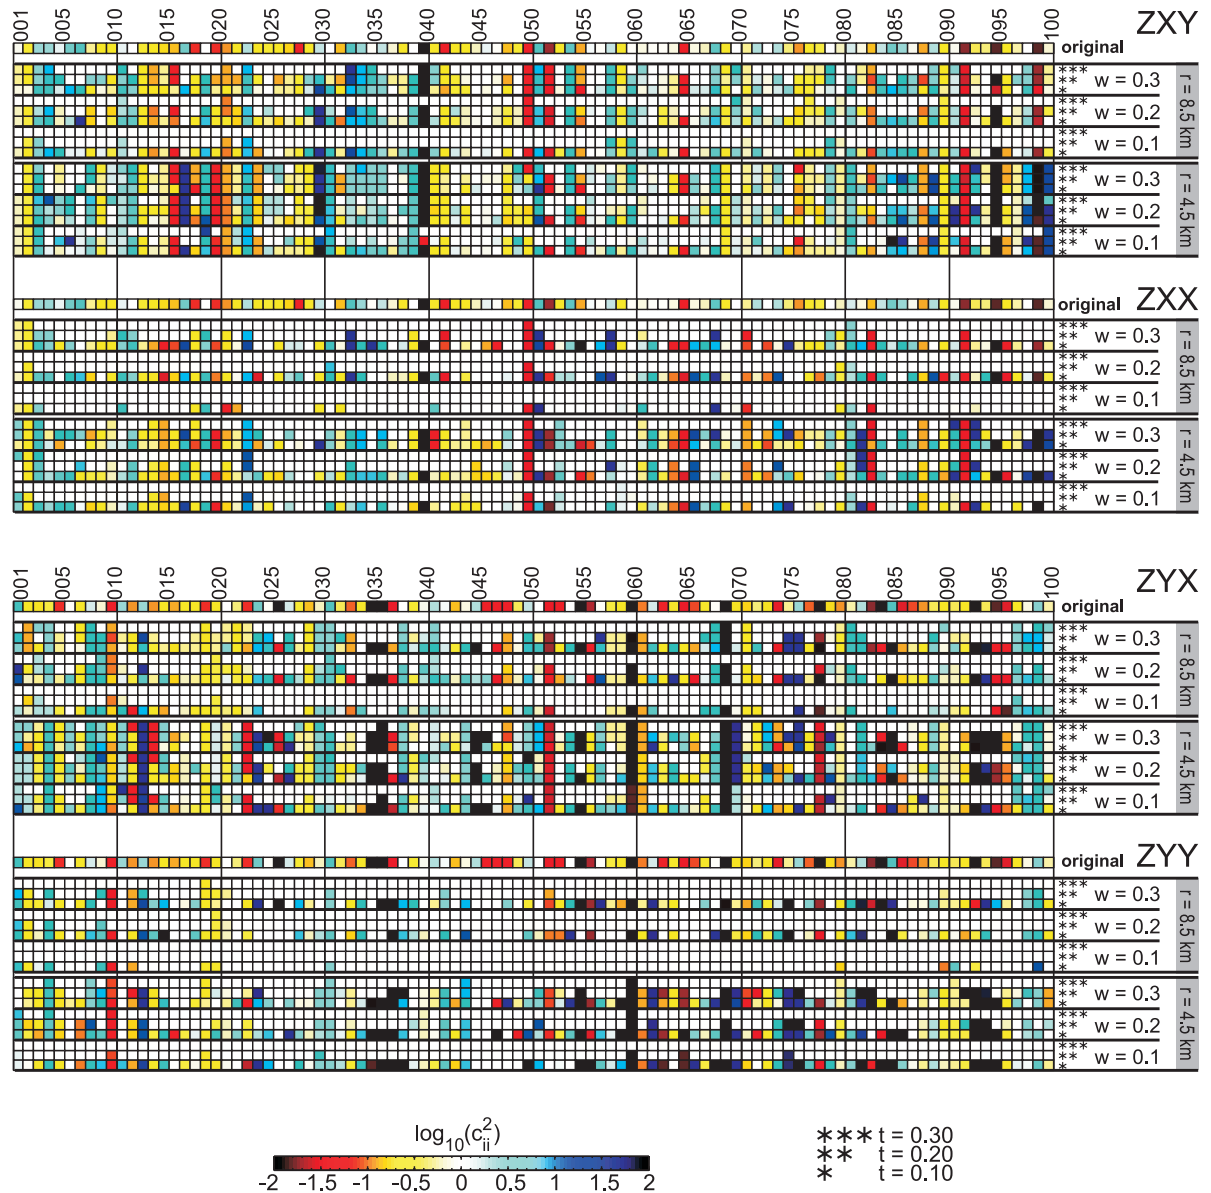 001 005 010 015 020 025 030 035 040 045 050 055 060 065 070 075 080 085 090 095 100 ZXY
original
*** w = 0.3
**
*
*** w = 0.2
**
*
*** w = 0.1
**
*
r = 8.5 km
*** w = 0.3
**
*
*** w = 0.2
**
*
*** w = 0.1
**
*
r = 4.5 km
original ZXX
*** w = 0.3
**
*
*** w = 0.2
**
*
*** w = 0.1
**
*
r = 8.5 km
*** w = 0.3
**
*
*** w = 0.2
**
*
*** w = 0.1
**
*
r = 4.5 km
001 005 010 015 020 025 030 035 040 045 050 055 060 065 070 075 080 085 090 095 100 ZYX
original
*** w = 0.3
**
*
*** w = 0.2
**
*
*** w = 0.1
**
*
r = 8.5 km
*** w = 0.3
**
*
*** w = 0.2
**
*
*** w = 0.1
**
*
r = 4.5 km
original ZYY
*** w = 0.3
**
*
*** w = 0.2
**
*
*** w = 0.1
**
*
r = 8.5 km
*** w = 0.3
**
*
*** w = 0.2
**
*
*** w = 0.1
**
*
r = 4.5 km
log10(c²ii)
-2 -1.5 -1 -0.5 0 0.5 1 1.5 2
*** t = 0.30
** t = 0.20
* t = 0.10